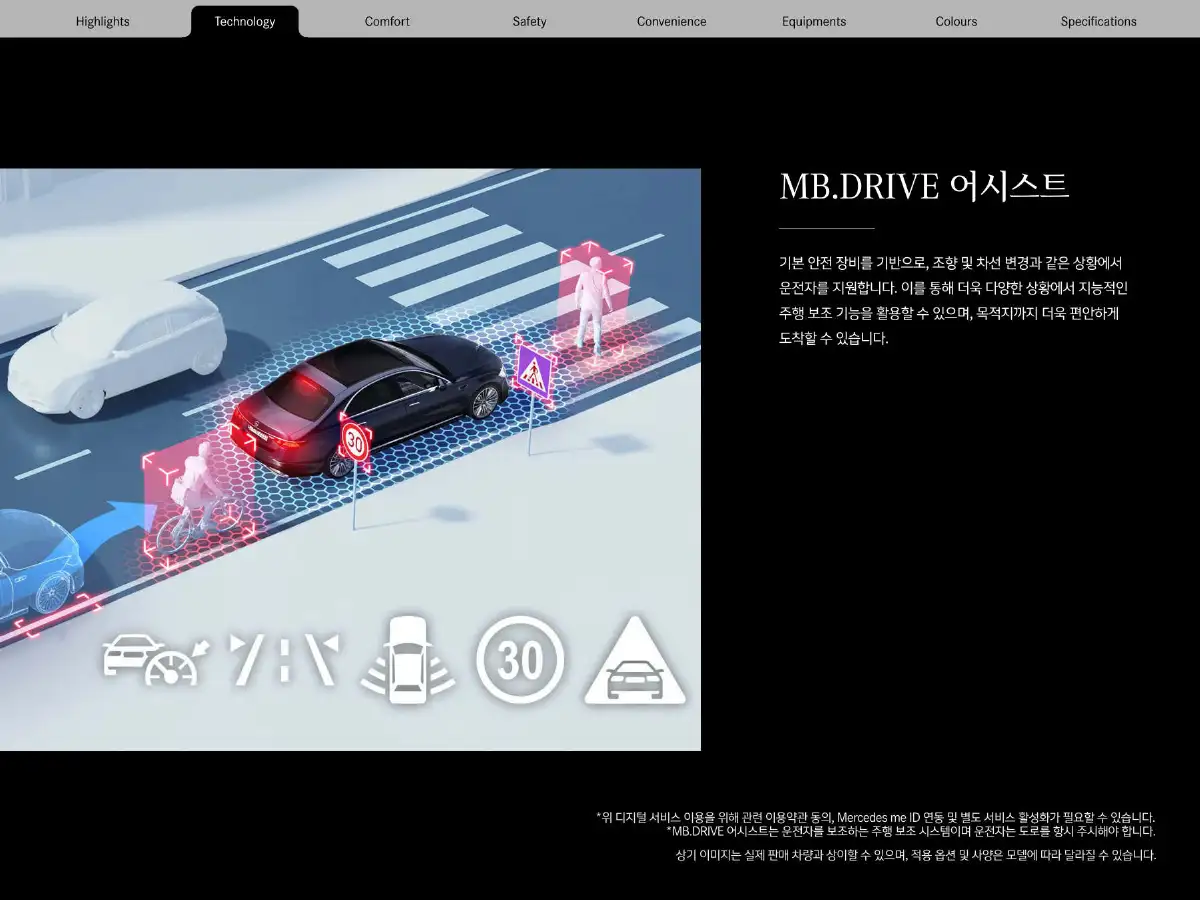 Highlights
Technology
Comfort
Safety
Convenience
Equipments
Colours
Specifications
MB.DRIVE 어시스트
기본 안전 장비를 기반으로, 조향 및 차선 변경과 같은 상황에서
운전자를 지원합니다. 이를 통해 더욱 다양한 상황에서 지능적인
주행 보조 기능을 활용할 수 있으며, 목적지까지 더욱 편안하게
도착할 수 있습니다.
30
30
*위 디지털 서비스 이용을 위해 관련 이용약관 동의, Mercedes me ID 연동 및 별도 서비스 활성화가 필요할 수 있습니다.
*MB.DRIVE 어시스트는 운전자를 보조하는 주행 보조 시스템이며 운전자는 도로를 항시 주시해야 합니다.
상기 이미지는 실제 판매 차량과 상이할 수 있으며, 적용 옵션 및 사양은 모델에 따라 달라질 수 있습니다.